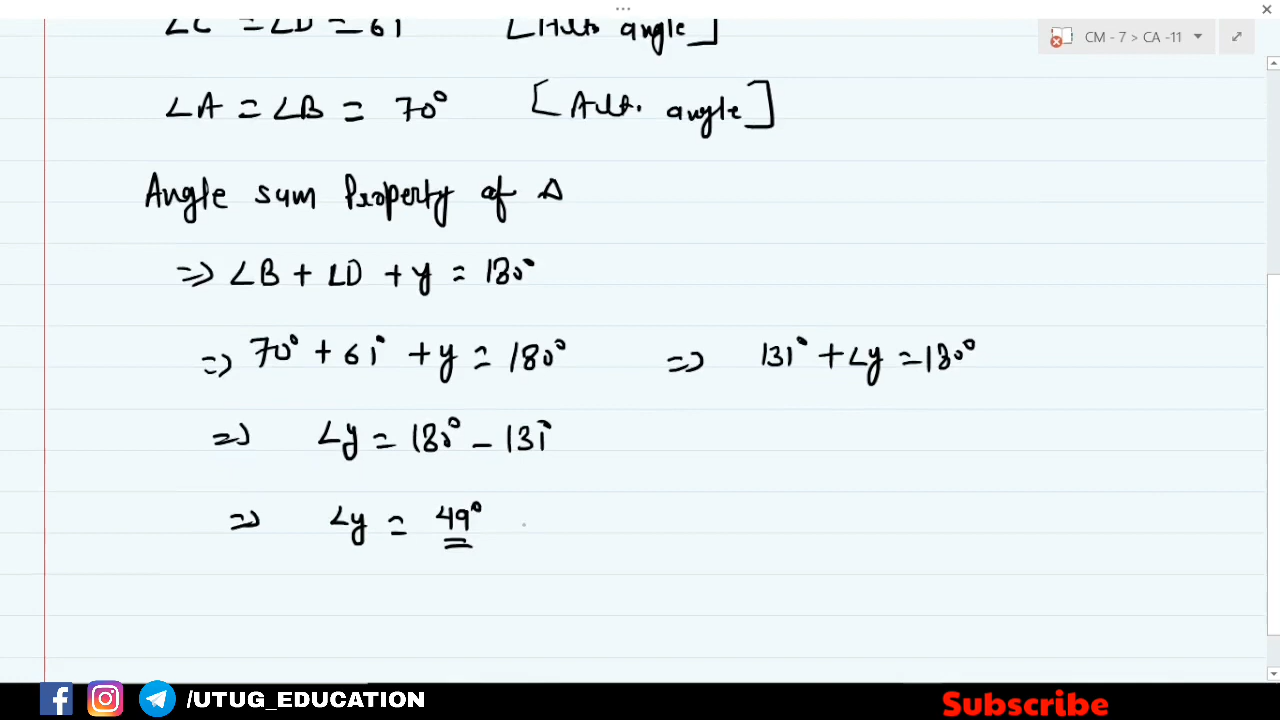 ...
CM - 7 > CA -11
∠C = ∠D = 61° [Alt. angle]
∠A = ∠B = 70° [Alt. angle]
Angle sum Property of Δ
=> ∠B + ∠D + y = 180°
=> 70° + 61° + y = 180° => 131° + ∠y = 180°
=> ∠y = 180° - 131°
=> ∠y = 49°
/UTUG_EDUCATION
Subscribe